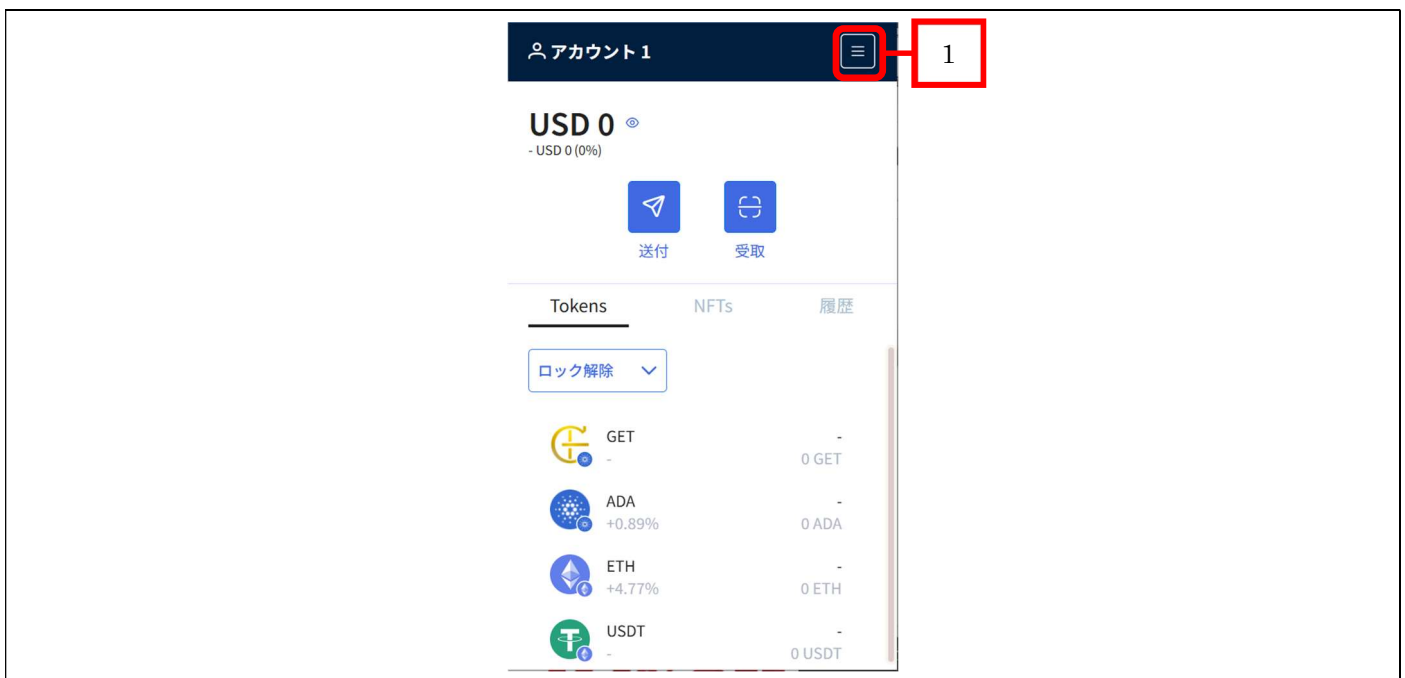 アカウント 1
1
USD 0
- USD 0 (0%)
送付 受取
Tokens NFTs 履歴
ロック解除
GET -
- 0 GET
ADA -
+0.89% 0 ADA
ETH -
+4.77% 0 ETH
USDT -
- 0 USDT